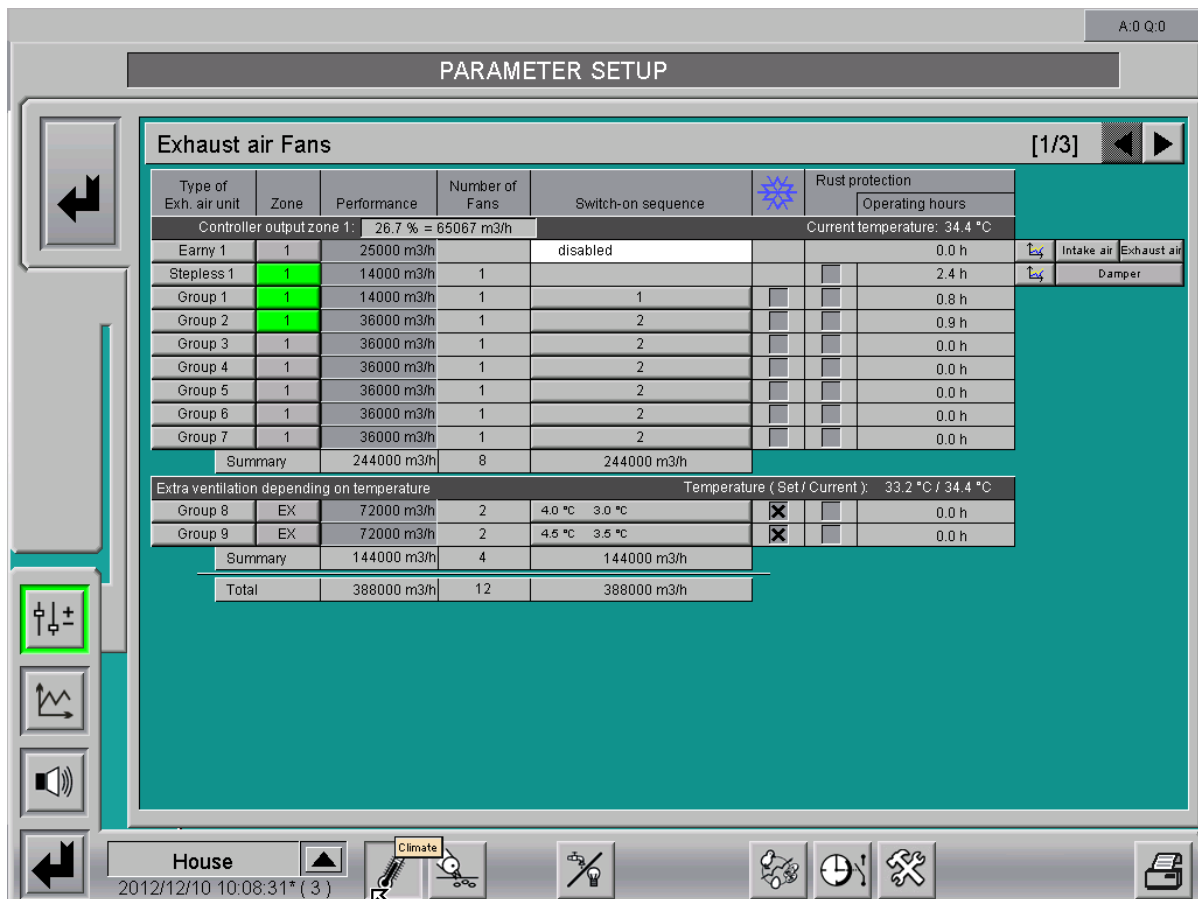 A:0 Q:0
PARAMETER SETUP
Exhaust air Fans [1/3]
Type of Exh. air unit Zone Performance Number of Fans Switch-on sequence Rust protection Operating hours
Controller output zone 1: 26.7 % = 65067 m3/h Current temperature: 34.4 °C
Earny 1 1 25000 m3/h disabled 0.0 h Intake air Exhaust air
Stepless 1 1 14000 m3/h 1 2.4 h Damper
Group 1 1 14000 m3/h 1 1 0.8 h
Group 2 1 36000 m3/h 1 2 0.9 h
Group 3 1 36000 m3/h 1 2 0.0 h
Group 4 1 36000 m3/h 1 2 0.0 h
Group 5 1 36000 m3/h 1 2 0.0 h
Group 6 1 36000 m3/h 1 2 0.0 h
Group 7 1 36000 m3/h 1 2 0.0 h
Summary 244000 m3/h 8 244000 m3/h
Extra ventilation depending on temperature Temperature ( Set / Current ): 33.2 °C / 34.4 °C
Group 8 EX 72000 m3/h 2 4.0 °C 3.0 °C 0.0 h
Group 9 EX 72000 m3/h 2 4.5 °C 3.5 °C 0.0 h
Summary 144000 m3/h 4 144000 m3/h
Total 388000 m3/h 12 388000 m3/h
Climate
House
2012/12/10 10:08:31* ( 3 )